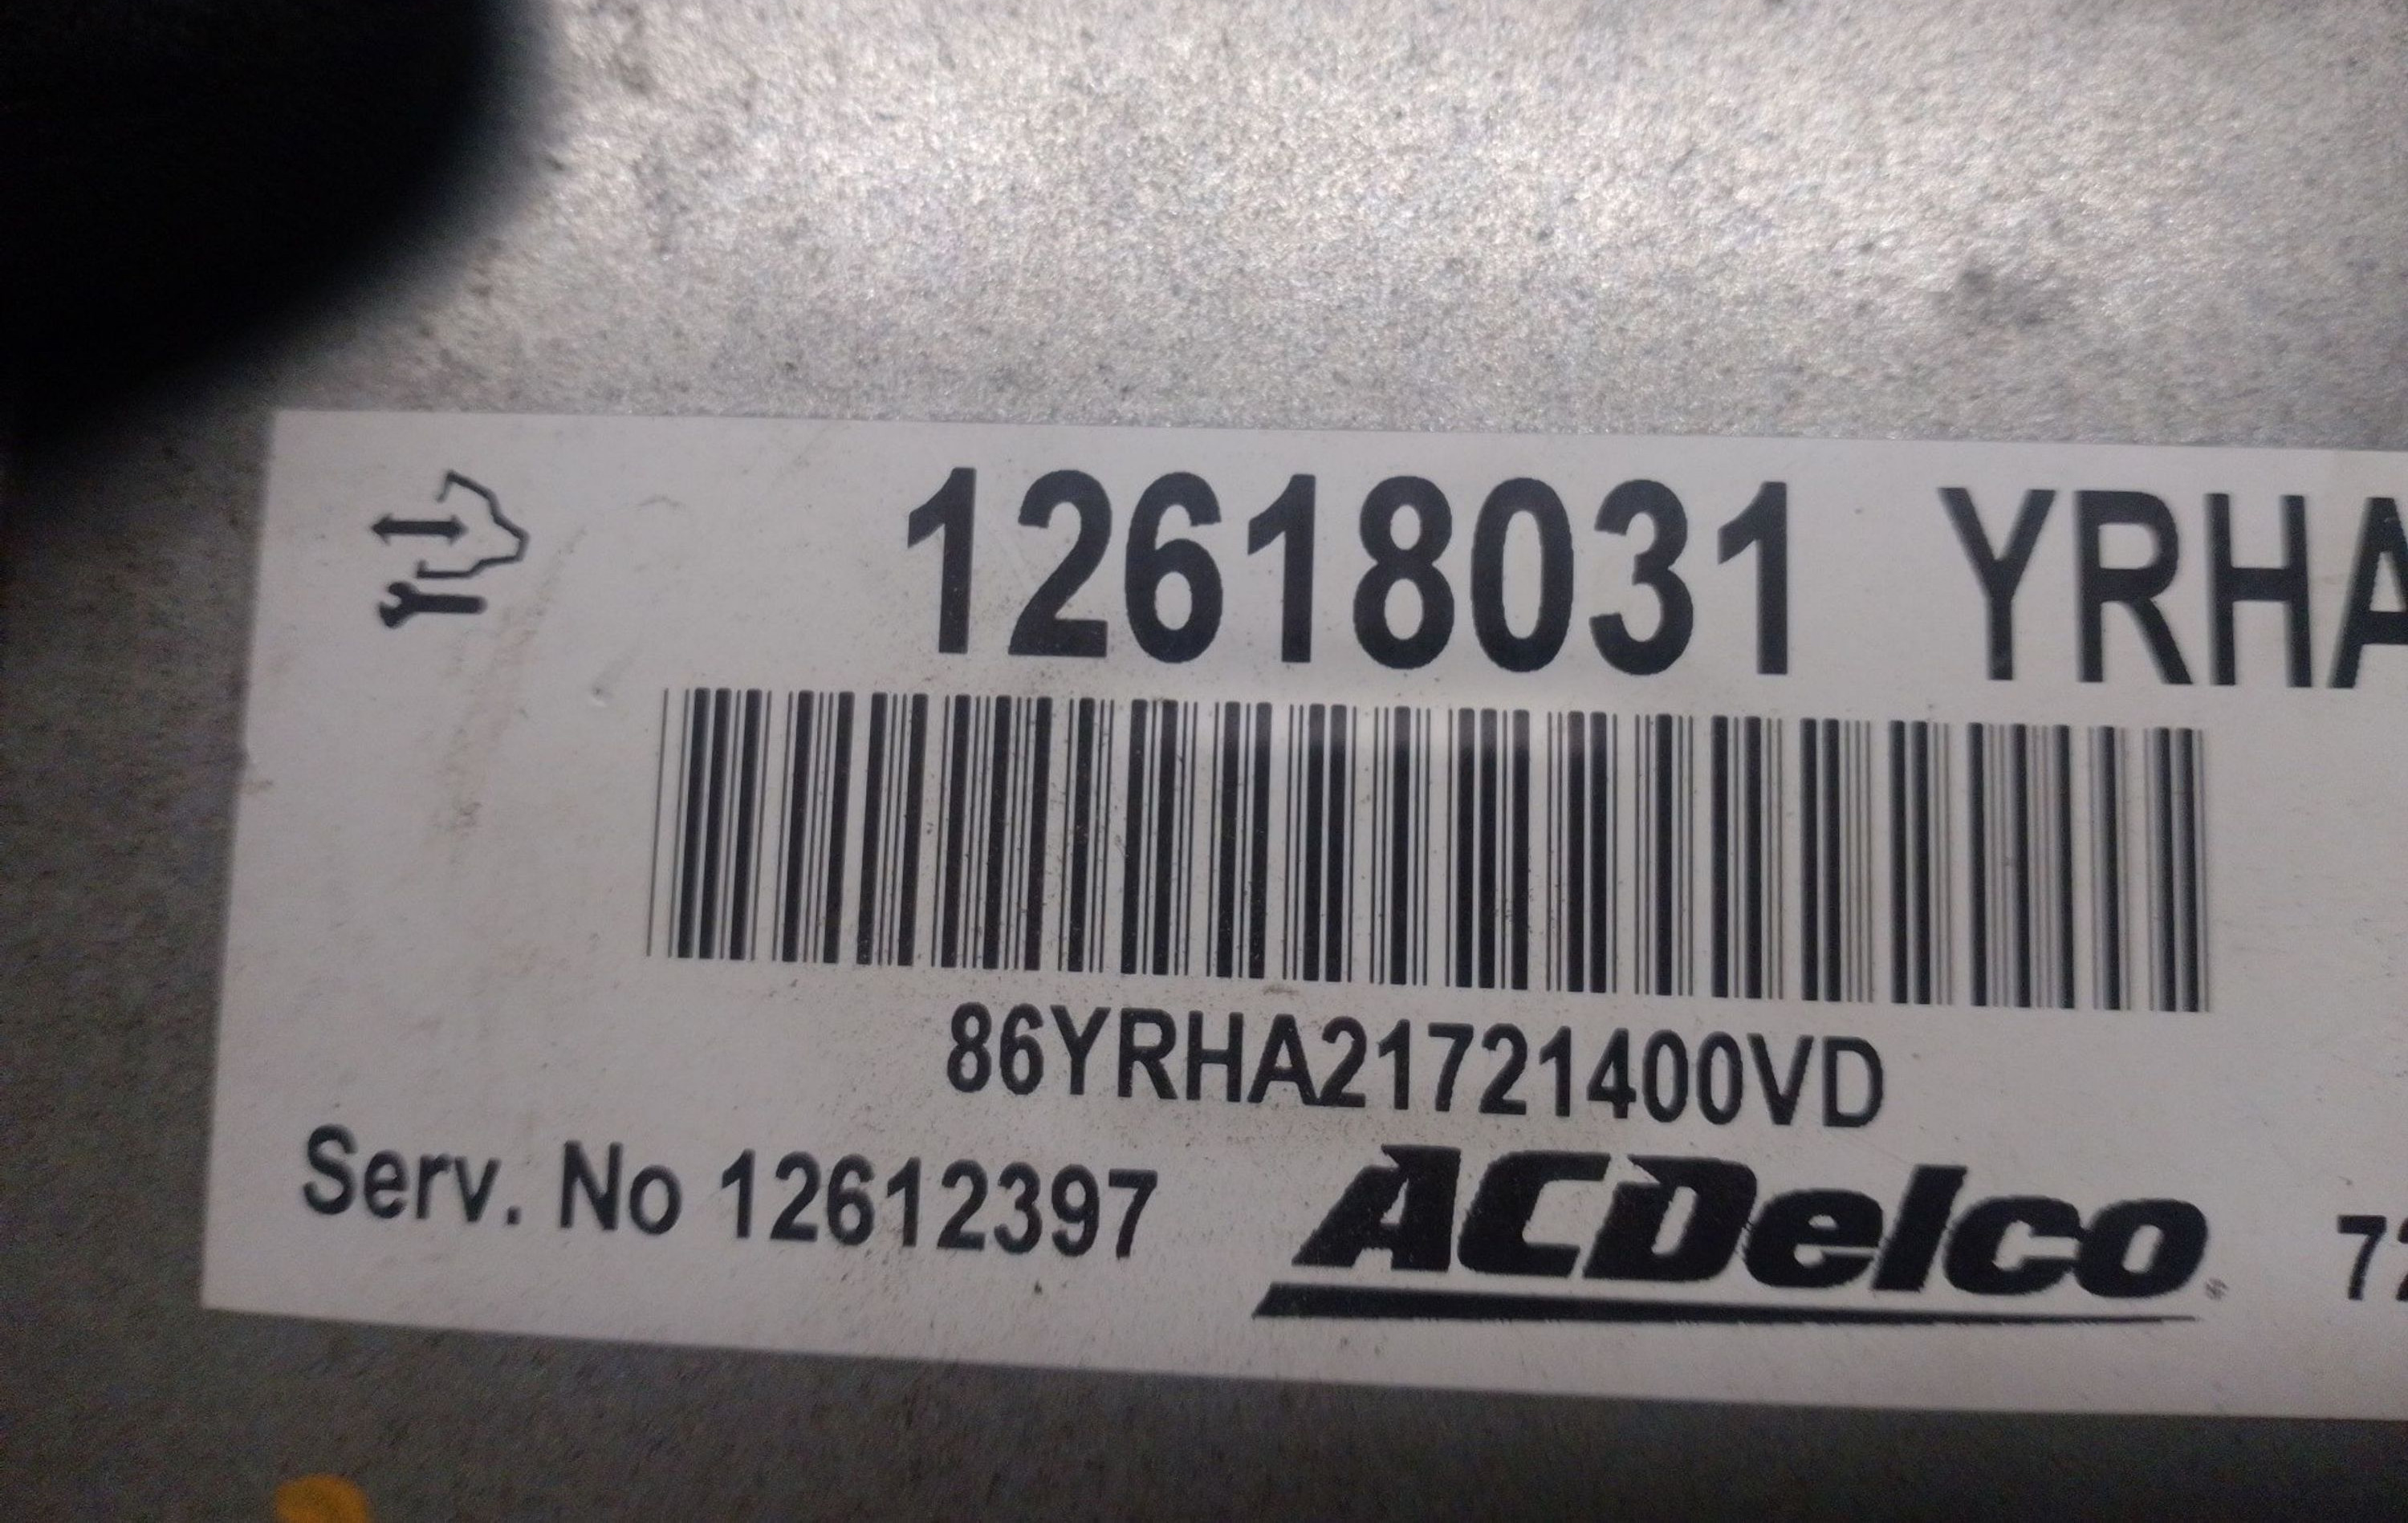 12618031 YRHA
86YRHA21721400VD
Serv. No 12612397 ACDelco